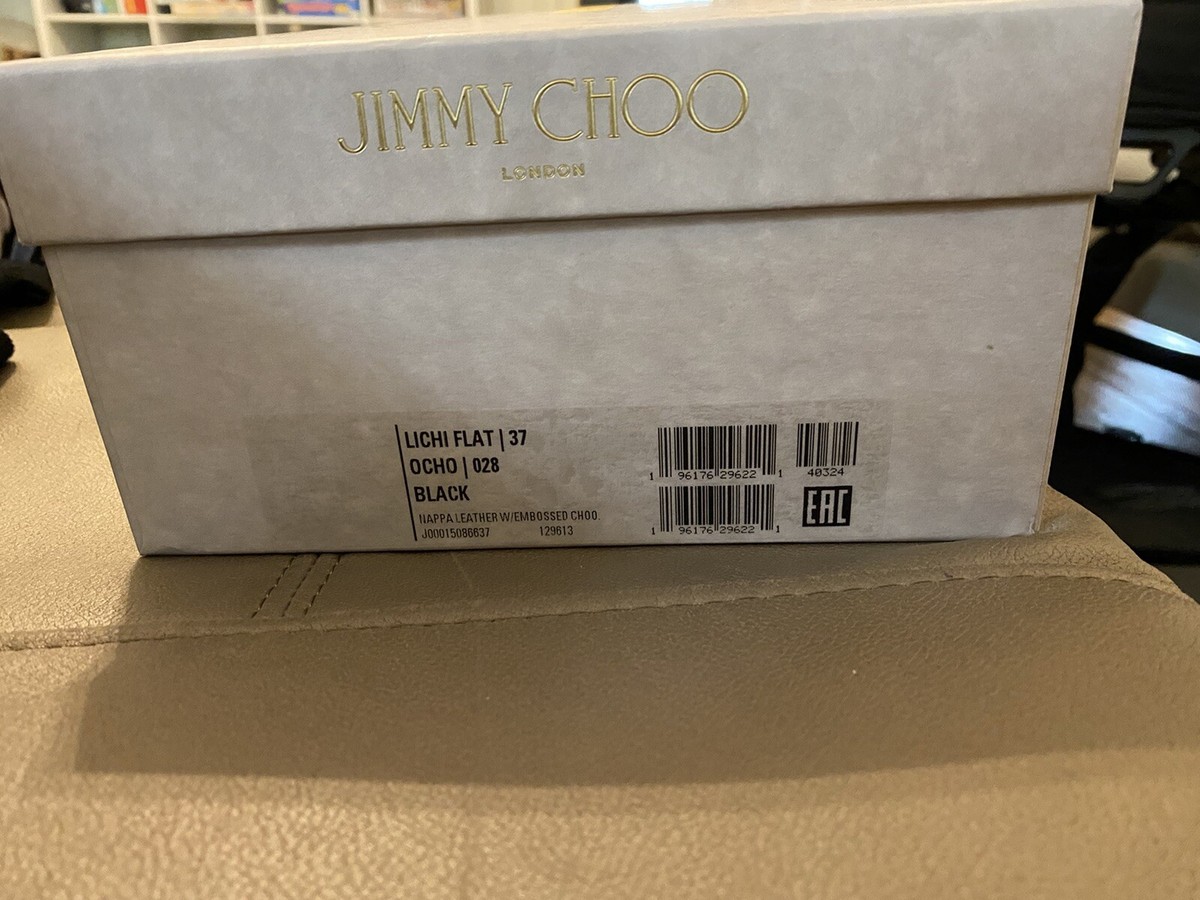 JIMMY CHOO
LONDON
LICHI FLAT | 37
OCHO | 028
BLACK
NAPPA LEATHER W/EMBOSSED CHOO.
J00015086637 129613
1 96176 29622 1
40324
1 96176 29622 1
EAC